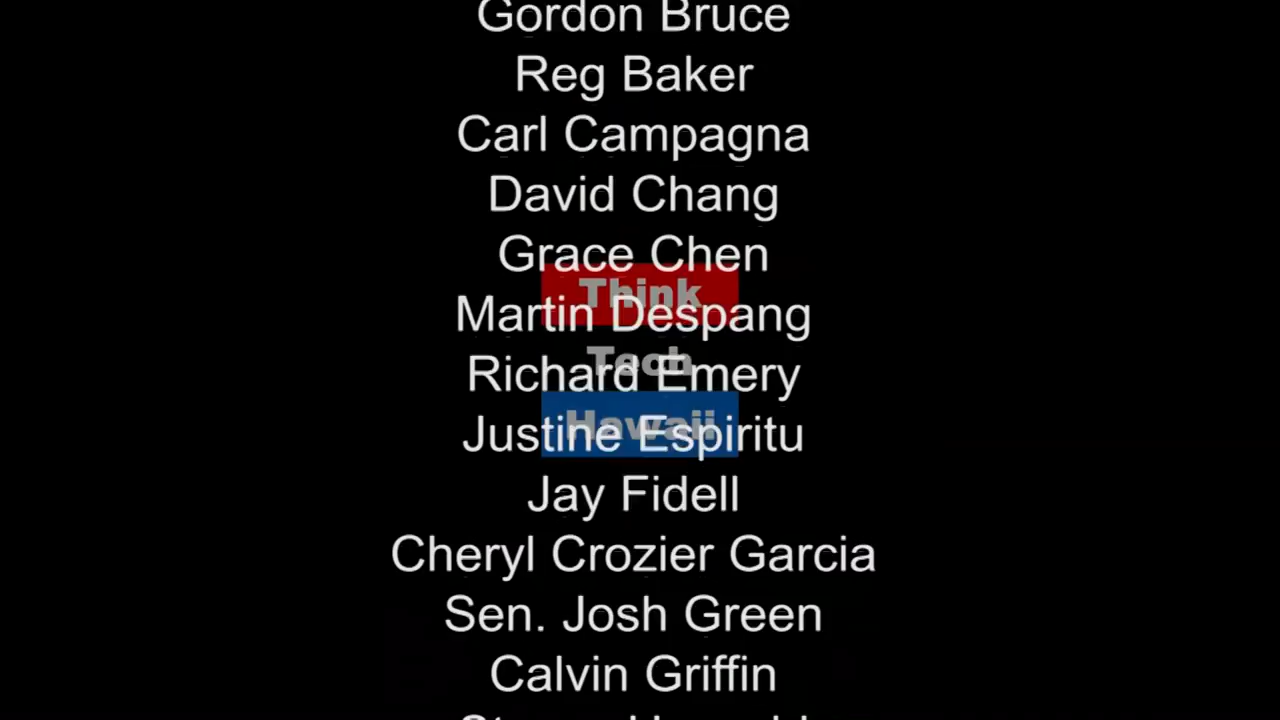 Gordon Bruce
Reg Baker
Carl Campagna
David Chang
Grace Chen
Think
Martin Despang
Tech
Richard Emery
Hawaii
Justine Espiritu
Jay Fidell
Cheryl Crozier Garcia
Sen. Josh Green
Calvin Griffin